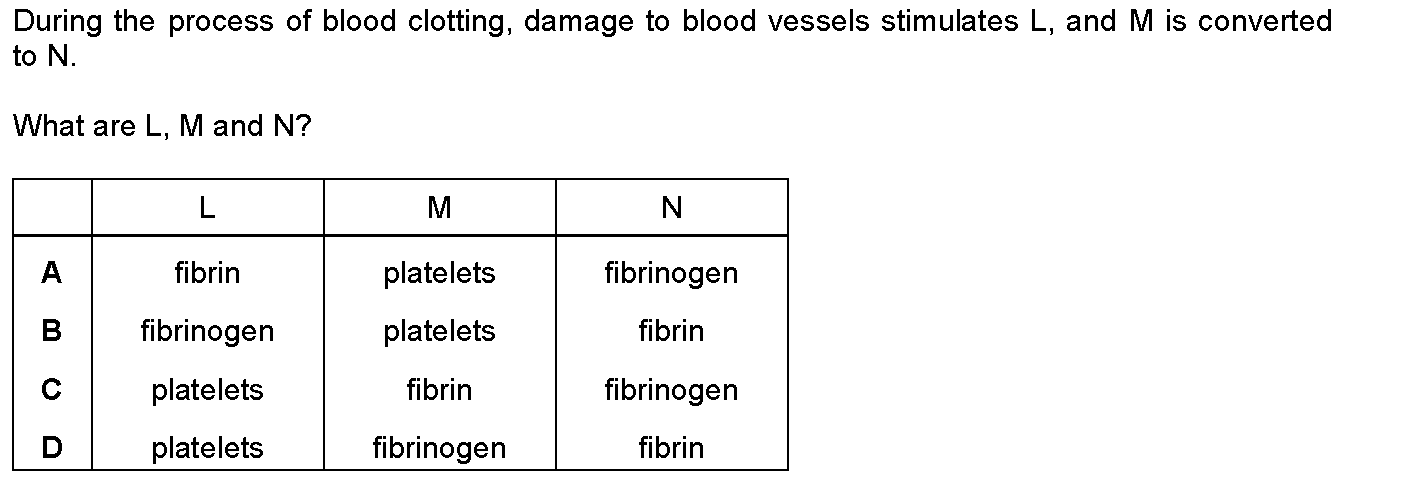 During the process of blood clotting, damage to blood vessels stimulates L, and M is converted
to N.
What are L, M and N?
L M N
A fibrin platelets fibrinogen
B fibrinogen platelets fibrin
C platelets fibrin fibrinogen
D platelets fibrinogen fibrin